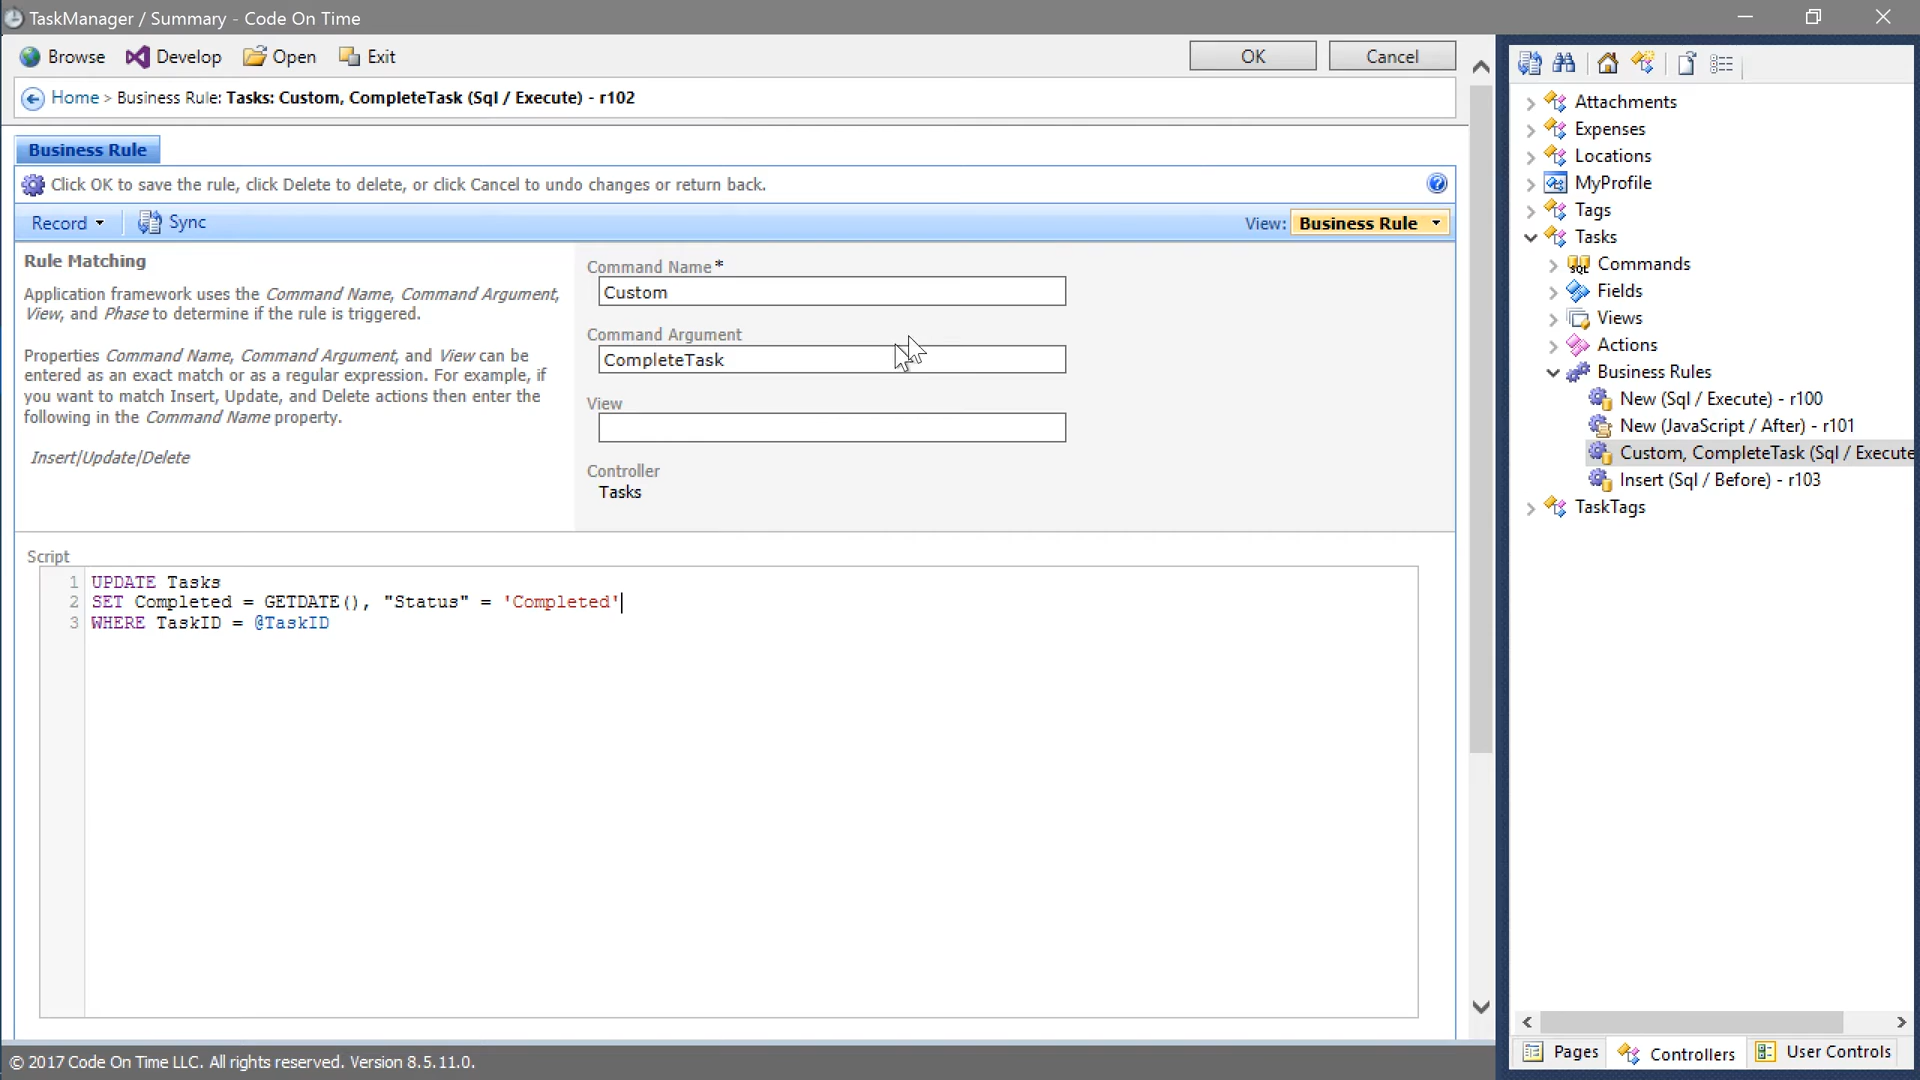 TaskManager / Summary - Code On Time
Browse Develop Open Exit OK Cancel
Home > Business Rule: Tasks: Custom, CompleteTask (Sql / Execute) - r102
Business Rule
Click OK to save the rule, click Delete to delete, or click Cancel to undo changes or return back.
Record Sync View: Business Rule
Rule Matching
Application framework uses the Command Name, Command Argument,
View, and Phase to determine if the rule is triggered.
Properties Command Name, Command Argument, and View can be
entered as an exact match or as a regular expression. For example, if
you want to match Insert, Update, and Delete actions then enter the
following in the Command Name property.
Insert|Update|Delete
Command Name*
Custom
Command Argument
CompleteTask
View
Controller
Tasks
Script
1 UPDATE Tasks
2 SET Completed = GETDATE(), "Status" = 'Completed'
3 WHERE TaskID = @TaskID
Attachments
Expenses
Locations
MyProfile
Tags
Tasks
SQL Commands
Fields
Views
Actions
Business Rules
New (Sql / Execute) - r100
New (JavaScript / After) - r101
Custom, CompleteTask (Sql / Execute
Insert (Sql / Before) - r103
TaskTags
Pages Controllers User Controls
© 2017 Code On Time LLC. All rights reserved. Version 8.5.11.0.